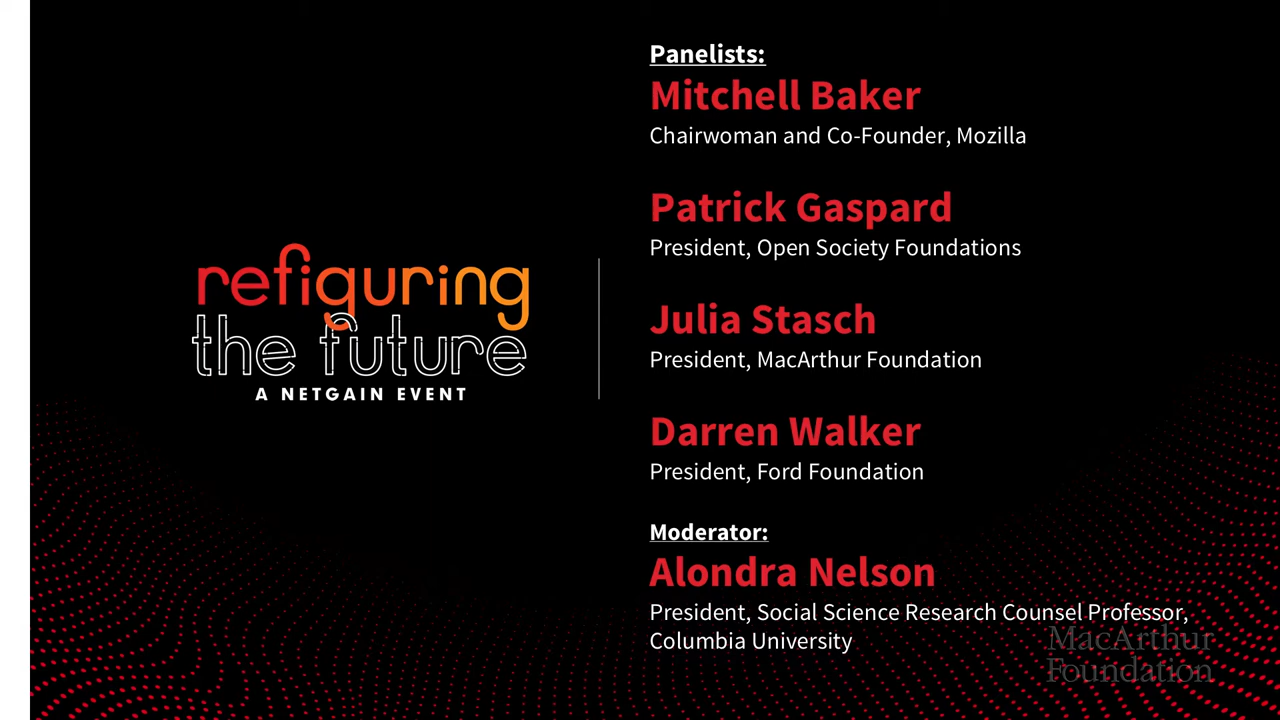 refiguring
the future
A NETGAIN EVENT
Panelists:
Mitchell Baker
Chairwoman and Co-Founder, Mozilla
Patrick Gaspard
President, Open Society Foundations
Julia Stasch
President, MacArthur Foundation
Darren Walker
President, Ford Foundation
Moderator:
Alondra Nelson
President, Social Science Research Counsel Professor,
Columbia University
MacArthur
Foundation